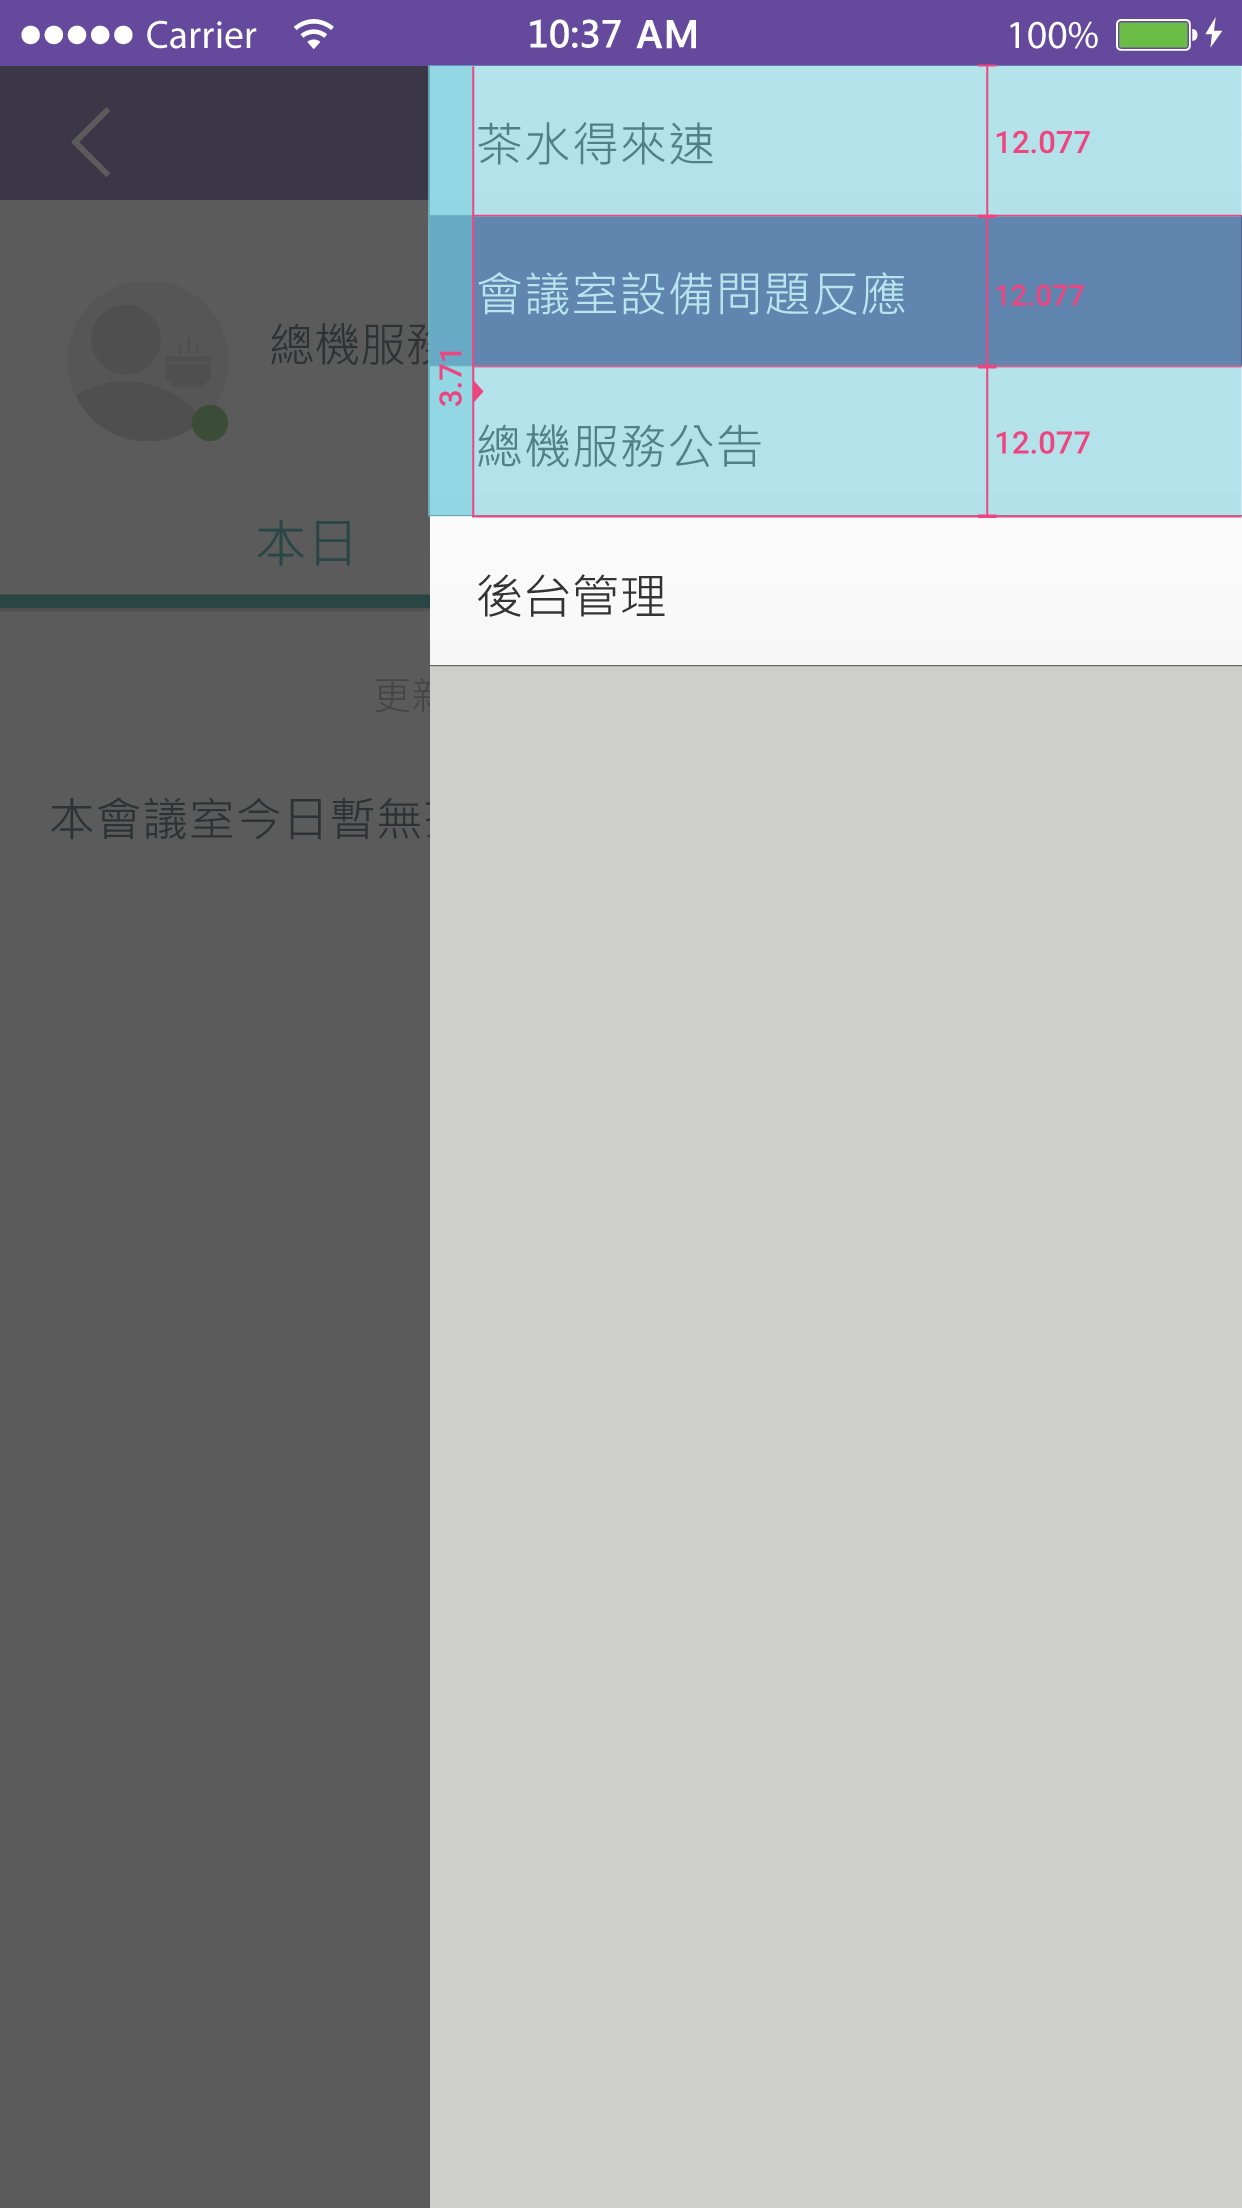 Carrier 10:37 AM 100%
茶水得來速 12.077
會議室設備問題反應 12.077
總機服務
3.71
總機服務公告 12.077
本日
後台管理
更新
本會議室今日暫無